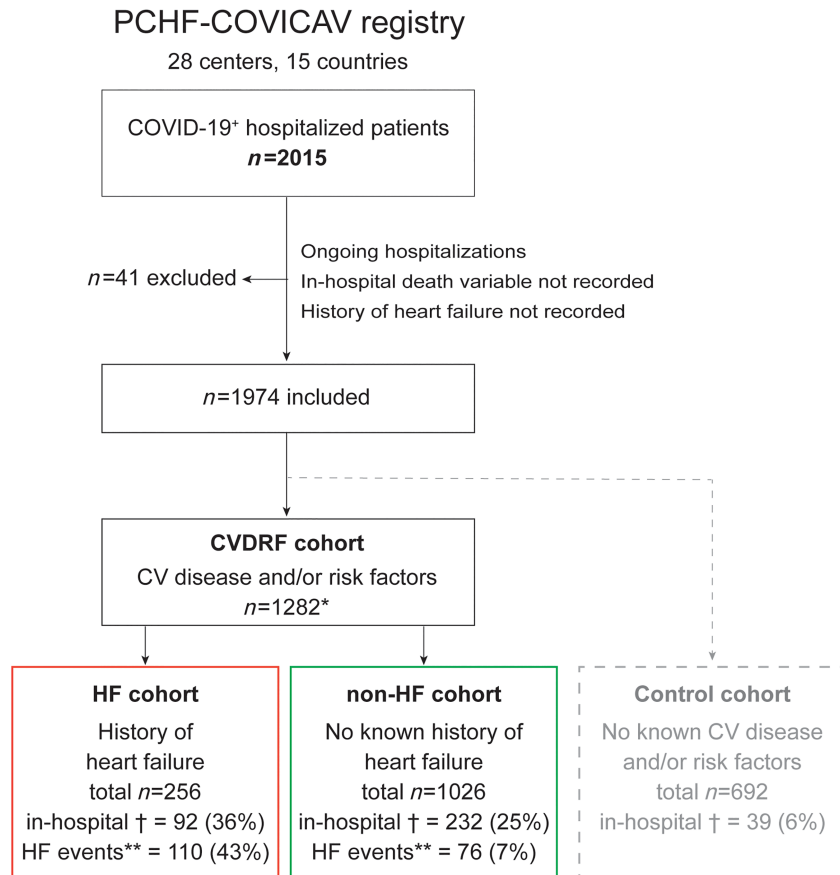 PCHF-COVICAV registry
28 centers, 15 countries
COVID-19+ hospitalized patients
n=2015
Ongoing hospitalizations
n=41 excluded
In-hospital death variable not recorded
History of heart failure not recorded
n=1974 included
CVDRF cohort
CV disease and/or risk factors
n=1282*
HF cohort
History of
heart failure
total n=256
in-hospital † = 92 (36%)
HF events** = 110 (43%)
non-HF cohort
No known history of
heart failure
total n=1026
in-hospital † = 232 (25%)
HF events** = 76 (7%)
Control cohort
No known CV disease
and/or risk factors
total n=692
in-hospital † = 39 (6%)